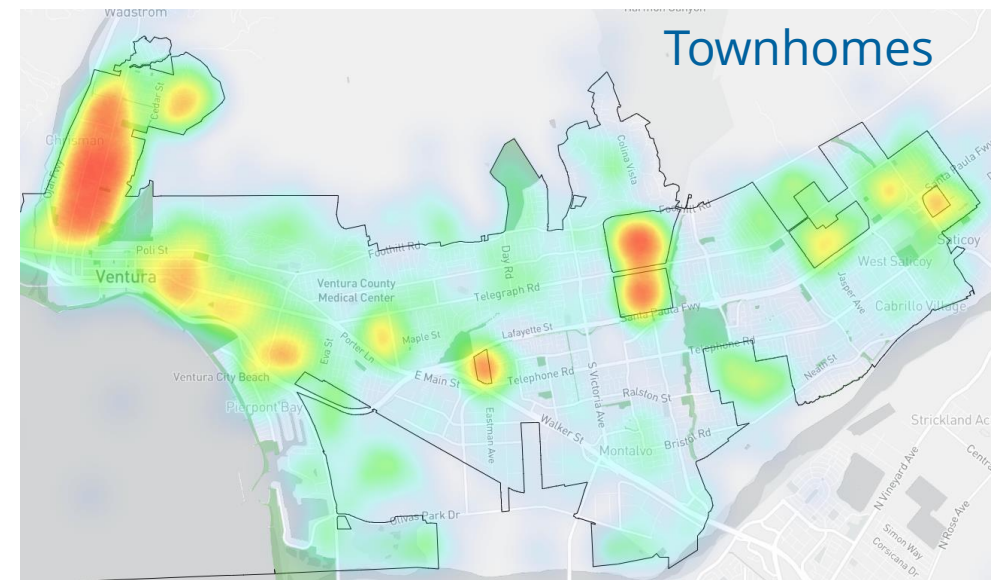 Wadstrom
Townhomes
Cedar St
Chrisman
Ojai Fwy
Colina Vista
Santa Paula Fwy
Foothill Rd
Poli St
Foothill Rd
Day Rd
Saticoy
West Saticoy
Ventura
Ventura County
Medical Center
Telegraph Rd
Jasper Ave
Cabrillo Village
Santa Paula Fwy
Lafayette St
Maple St
Porter Ln
Eva St
Telephone Rd
Ventura City Beach
E Main St
Telephone Rd
Neath St
S Victoria Ave
Ralston St
Pierpont Bay
Eastman Ave
Walker St
Bristol Rd
Montalvo
Strickland Ac
N Vineyard Ave
Centr
Olivas Park Dr
N Rose Ave
Simon Way
Corsicana Dr